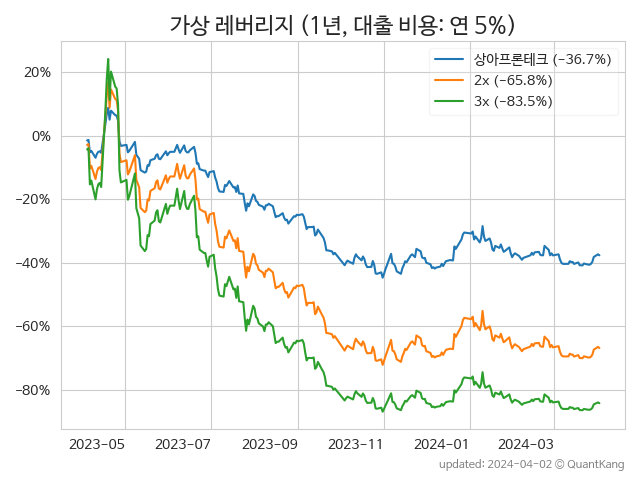 가상 레버리지 (1년, 대출 비용: 연 5%)
상아프론테크 (-36.7%)
2x (-65.8%)
3x (-83.5%)
20%
0%
-20%
-40%
-60%
-80%
2023-05 2023-07 2023-09 2023-11 2024-01 2024-03
updated: 2024-04-02 © QuantKang